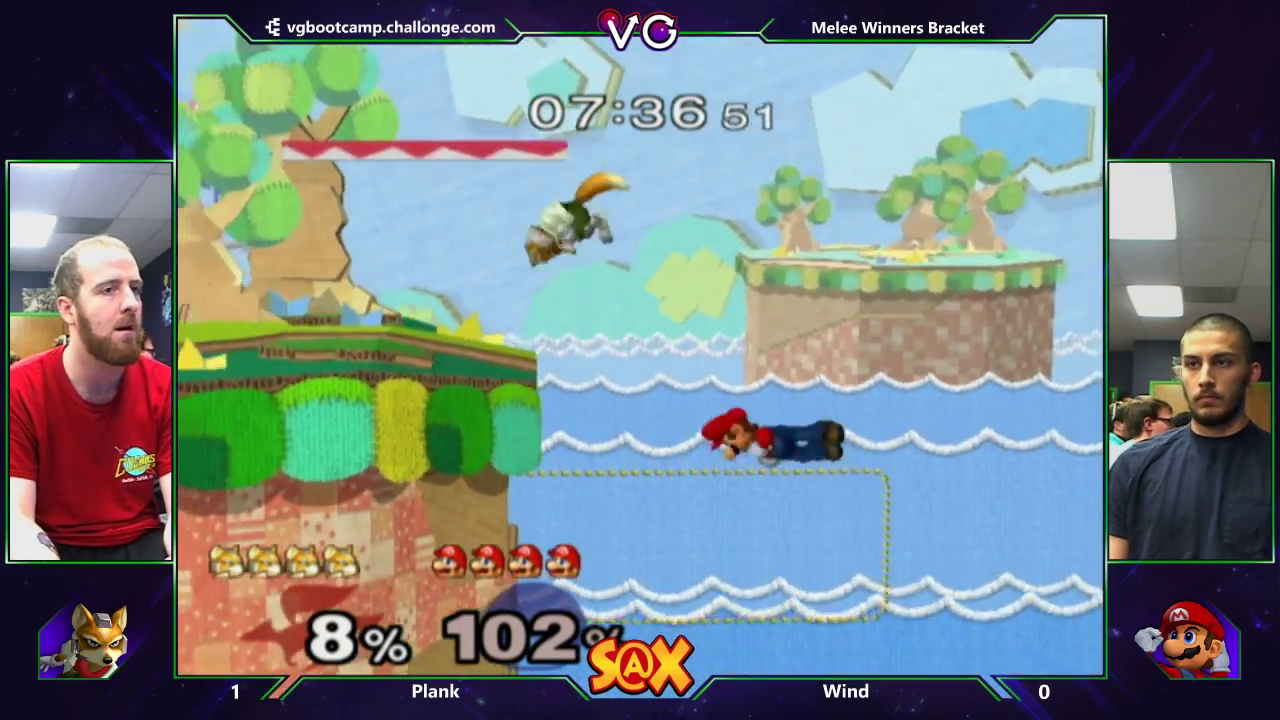 vgbootcamp.challonge.com
VG
Melee Winners Bracket
07:36 51
8% 102%
S@X
1 Plank Wind 0